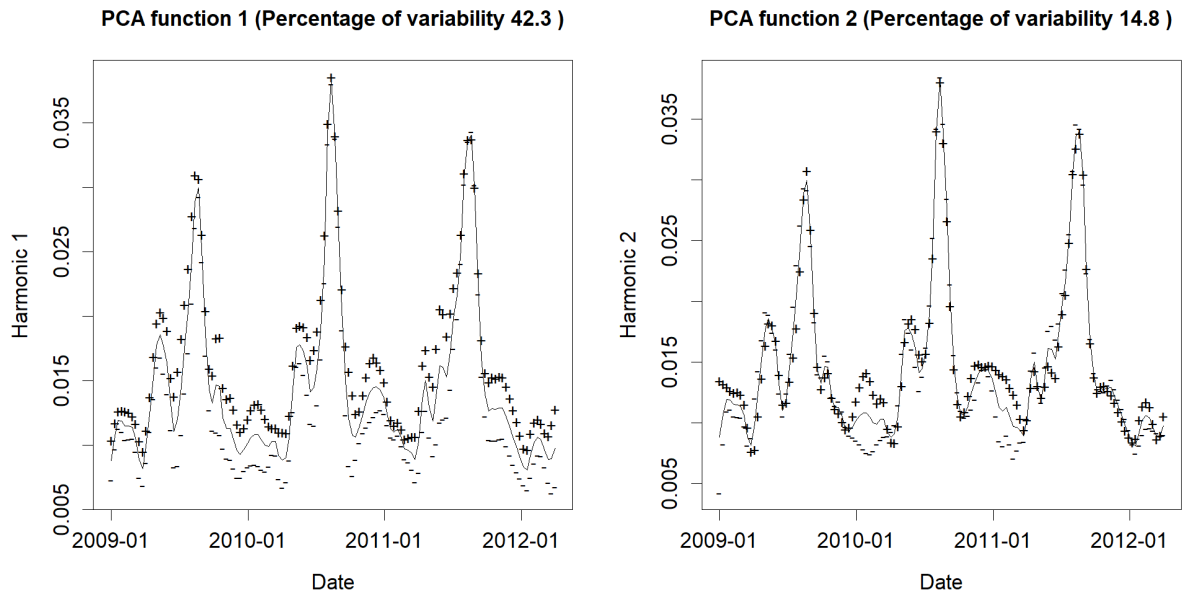 PCA function 1 (Percentage of variability 42.3 )
Harmonic 1
0.035
0.025
0.015
0.005
2009-01 2010-01 2011-01 2012-01
Date
PCA function 2 (Percentage of variability 14.8 )
Harmonic 2
0.035
0.025
0.015
0.005
2009-01 2010-01 2011-01 2012-01
Date